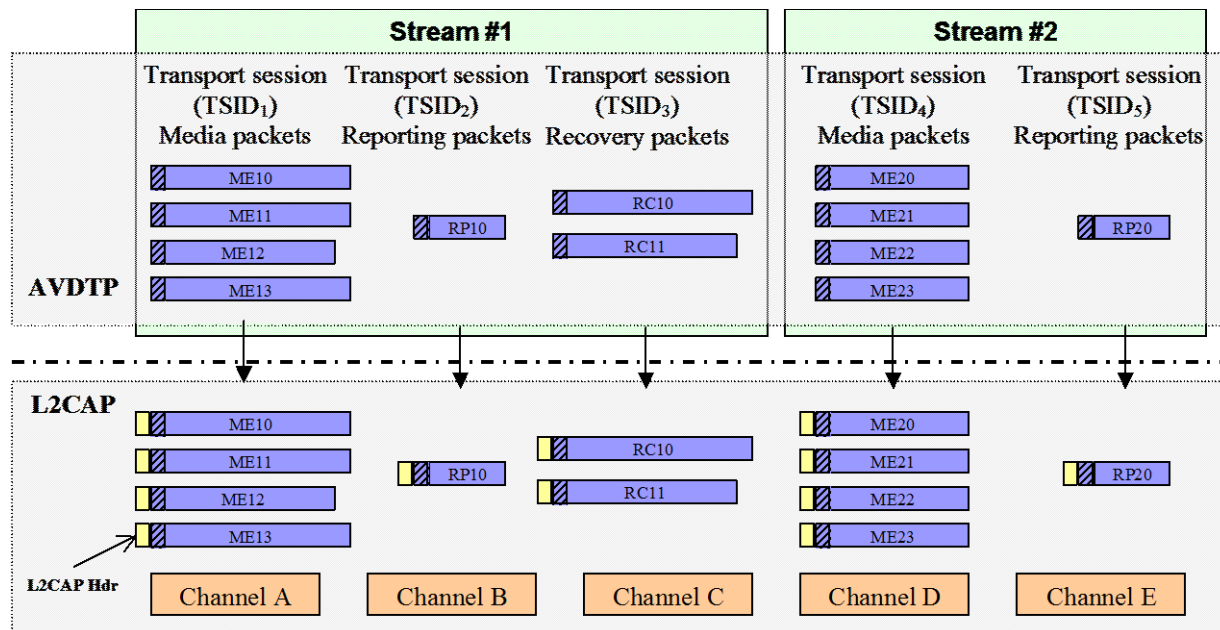 Stream #1
Stream #2
Transport session
(TSID₁)
Media packets
Transport session
(TSID₂)
Reporting packets
Transport session
(TSID₃)
Recovery packets
Transport session
(TSID₄)
Media packets
Transport session
(TSID₅)
Reporting packets
ME10
ME11
ME12
ME13
RP10
RC10
RC11
ME20
ME21
ME22
ME23
RP20
AVDTP
L2CAP
ME10
ME11
ME12
ME13
RP10
RC10
RC11
ME20
ME21
ME22
ME23
RP20
L2CAP Hdr
Channel A
Channel B
Channel C
Channel D
Channel E